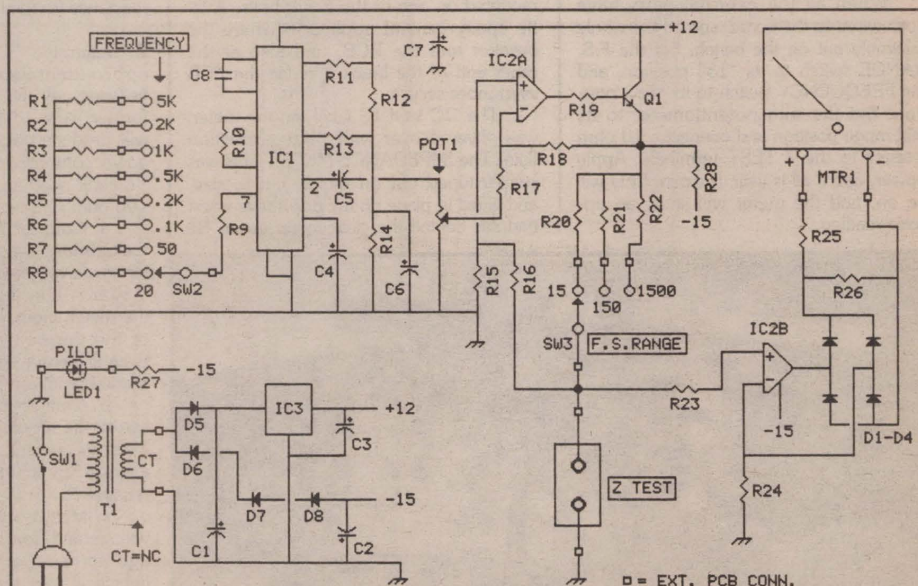 FREQUENCY
R1
5K
R2
2K
R3
1K
R4
.5K
R5
.2K
R6
.1K
R7
50
R8
20
SW2
C8
R10
R9
7
IC1
2
R11
R12
R13
C5
C4
R14
C6
C7
POT1
R15
R16
R17
IC2A
+12
R19
Q1
R18
R28
-15
R20
R21
R22
15
150
1500
SW3
F.S.RANGE
+
-
MTR1
R25
R26
IC2B
R23
-15
D1-D4
R24
Z TEST
PILOT
LED1
R27
-15
SW1
T1
CT
CT=NC
D5
D6
D7
D8
IC3
+12
C3
-15
C1
C2
= EXT. PCB CONN.